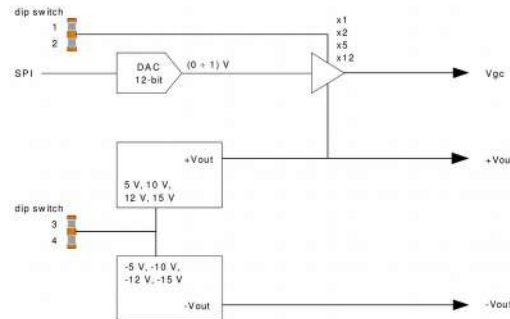 dip switch
1
2
x1
x2
x5
x12
SPI
DAC
12-bit
(0 ÷ 1) V
Vgc
+Vout
+Vout
5 V, 10 V,
12 V, 15 V
dip switch
3
4
-5 V, -10 V,
-12 V, -15 V
-Vout
-Vout